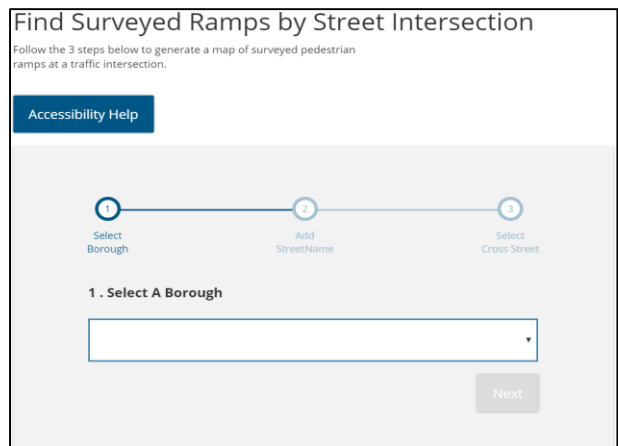 Find Surveyed Ramps by Street Intersection
Follow the 3 steps below to generate a map of surveyed pedestrian
ramps at a traffic intersection.
Accessibility Help
1
2
3
Select
Borough
Add
StreetName
Select
Cross Street
1 . Select A Borough
Next